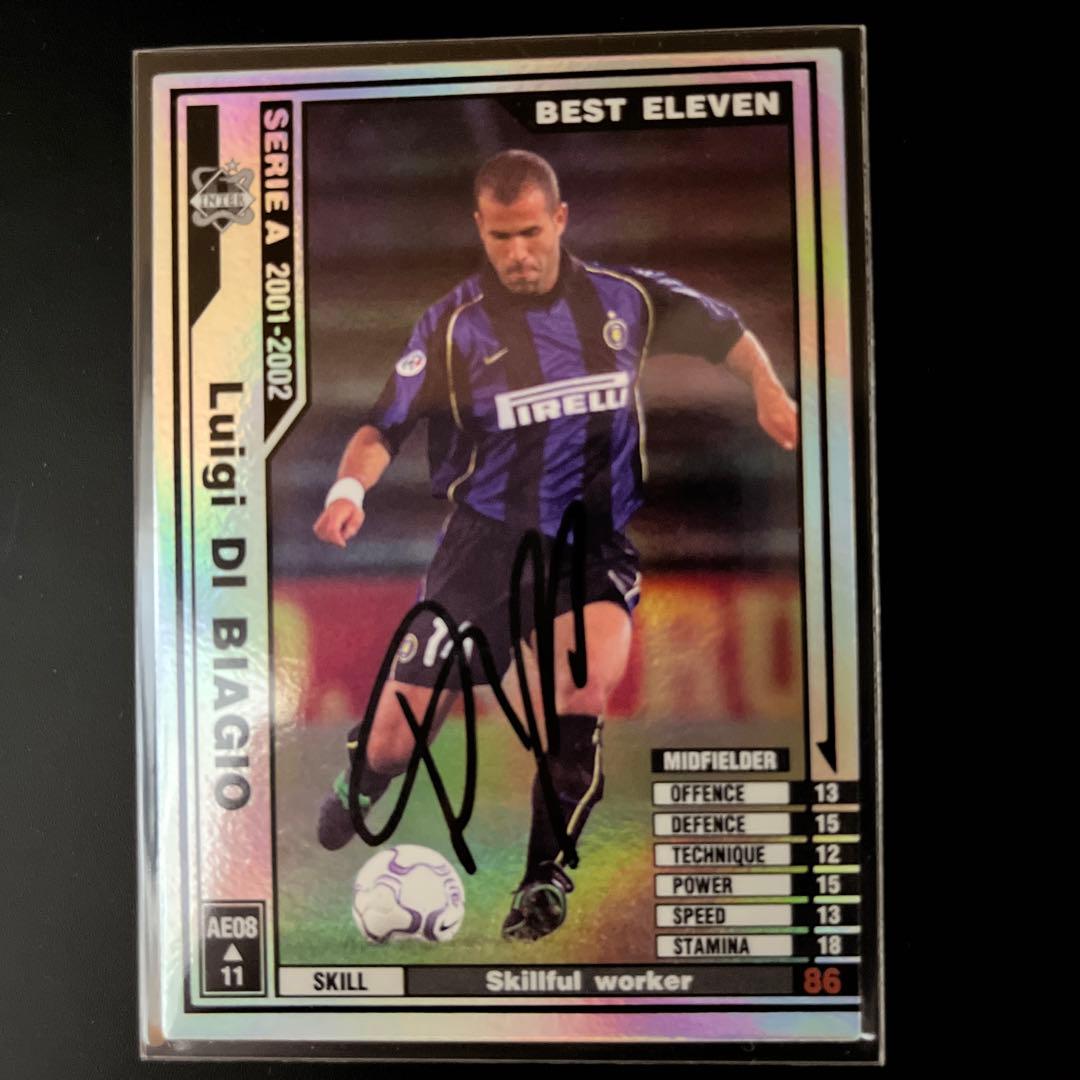 BEST ELEVEN
SERIE A 2001-2002
INTER
Luigi DI BIAGIO
PIRELLI
MIDFIELDER
OFFENCE 13
DEFENCE 15
TECHNIQUE 12
POWER 15
SPEED 13
STAMINA 18
AE08
11
SKILL Skillful worker 86